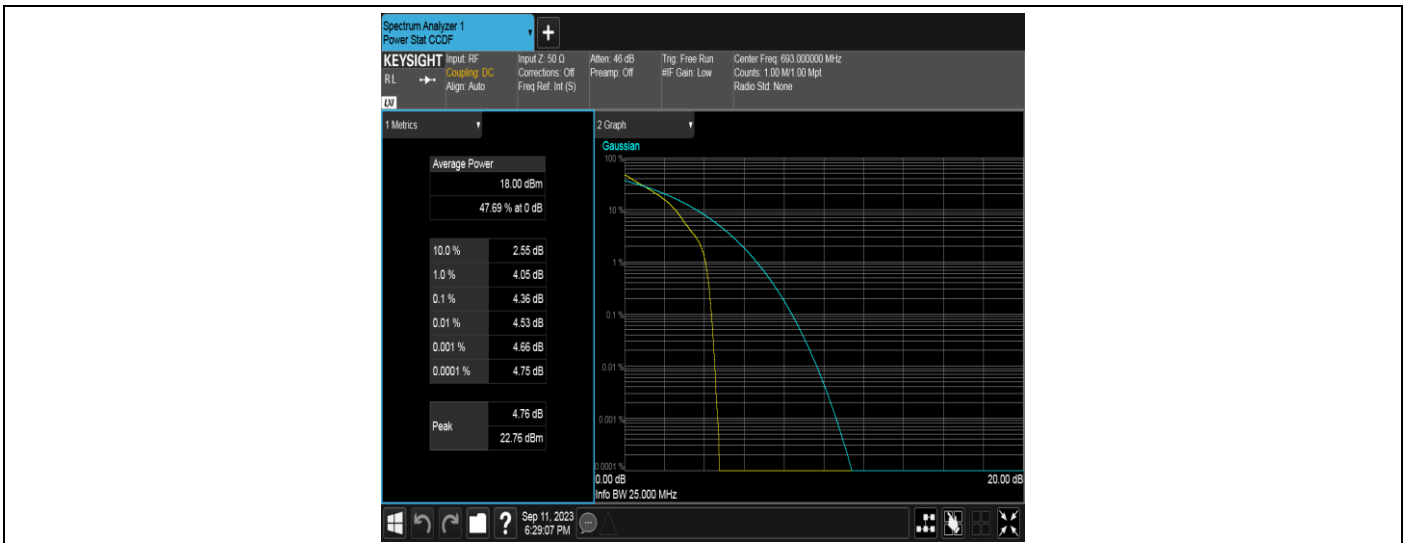 Spectrum Analyzer 1
Power Stat CCDF
+
KEYSIGHT
RL
LXI
Input: RF
Coupling: DC
Align: Auto
Input Z: 50 Ω
Corrections: Off
Freq Ref: Int (S)
Atten: 46 dB
Preamp: Off
Trig: Free Run
#IF Gain: Low
Center Freq: 693.000000 MHz
Counts: 1.00 M/1.00 Mpt
Radio Std: None
1 Metrics
Average Power
18.00 dBm
47.69 % at 0 dB
10.0 % 2.55 dB
1.0 % 4.05 dB
0.1 % 4.36 dB
0.01 % 4.53 dB
0.001 % 4.66 dB
0.0001 % 4.75 dB
Peak
4.76 dB
22.76 dBm
2 Graph
Gaussian
100 %
10 %
1 %
0.1 %
0.01 %
0.001 %
0.0001 %
0.00 dB 20.00 dB
Info BW 25.000 MHz
?
Sep 11, 2023
6:29:07 PM